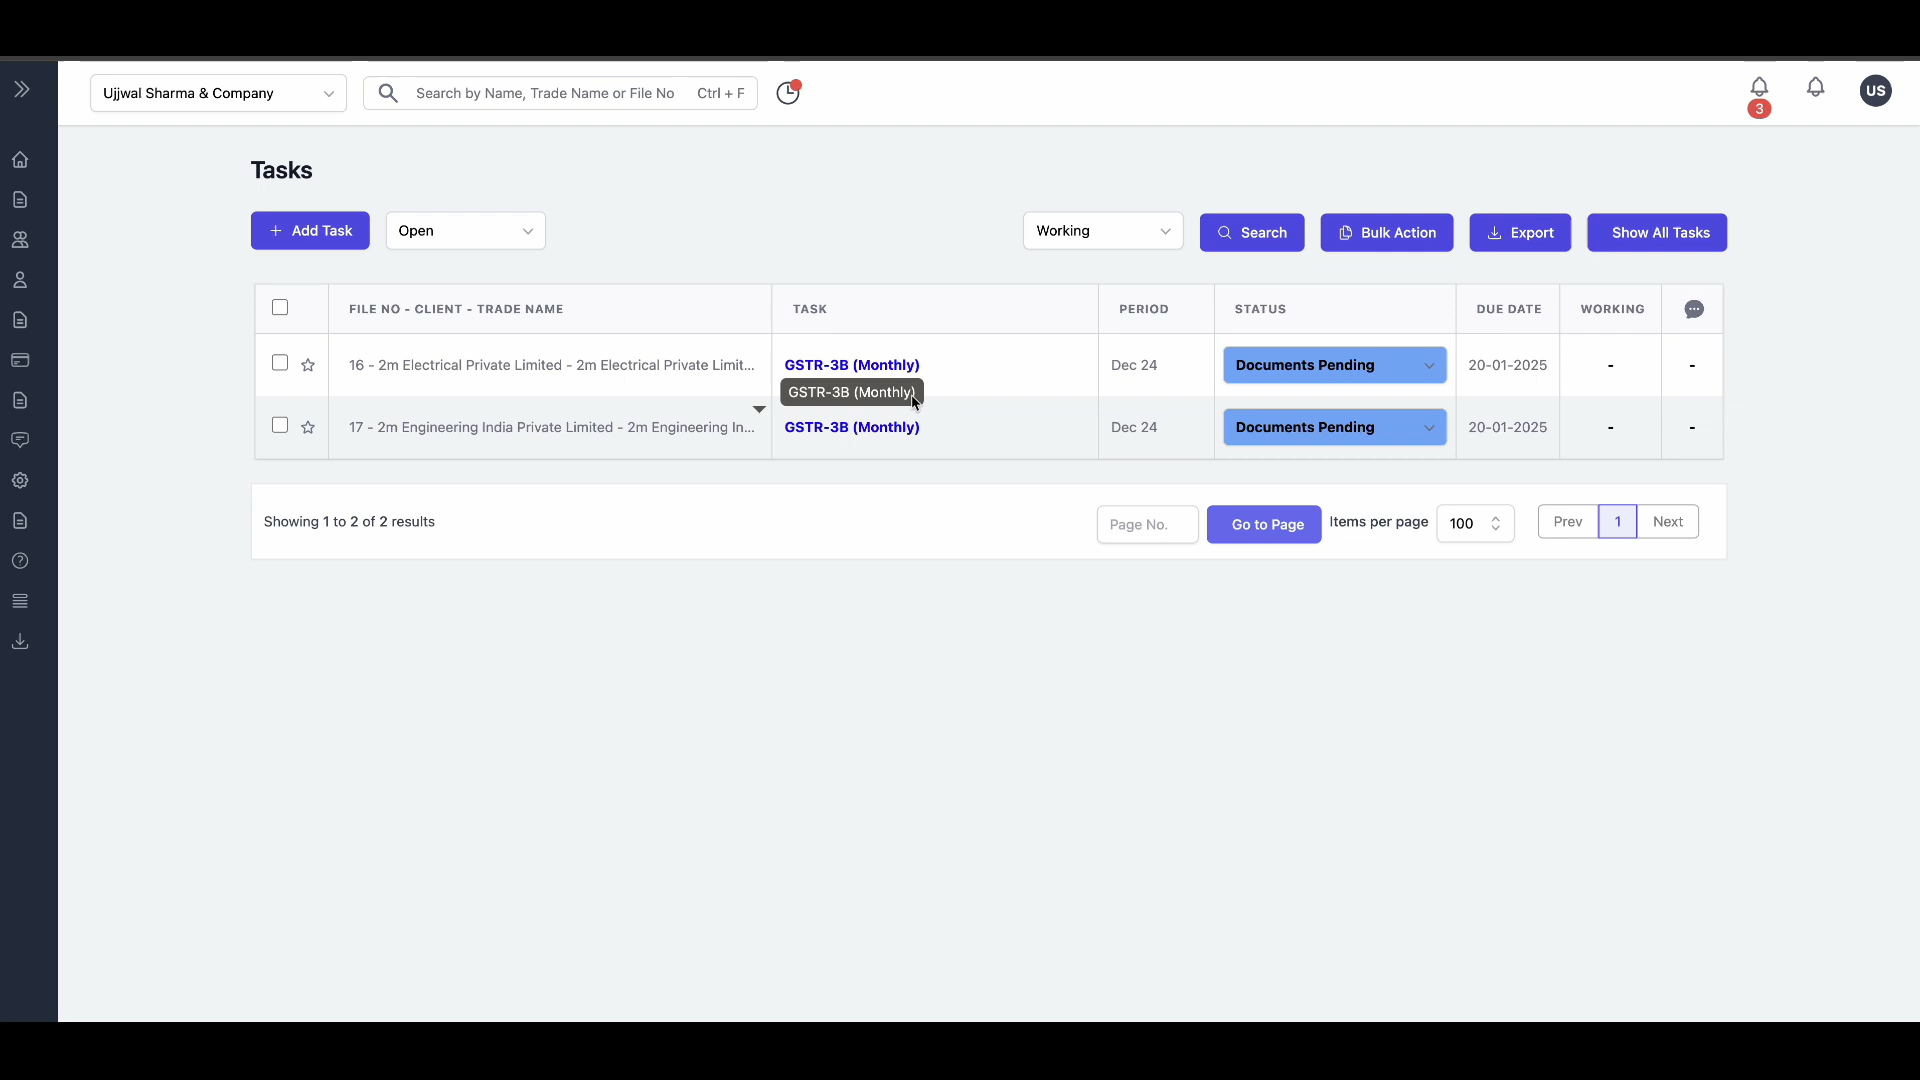 Ujjwal Sharma & Company
Search by Name, Trade Name or File No Ctrl + F
3
US
Tasks
Add Task
Open
Working
Search
Bulk Action
Export
Show All Tasks
FILE NO - CLIENT - TRADE NAME TASK PERIOD STATUS DUE DATE WORKING
16 - 2m Electrical Private Limited - 2m Electrical Private Limit... GSTR-3B (Monthly) Dec 24 Documents Pending 20-01-2025 - -
GSTR-3B (Monthly)
17 - 2m Engineering India Private Limited - 2m Engineering In... GSTR-3B (Monthly) Dec 24 Documents Pending 20-01-2025 - -
Showing 1 to 2 of 2 results
Page No. Go to Page Items per page 100 Prev 1 Next